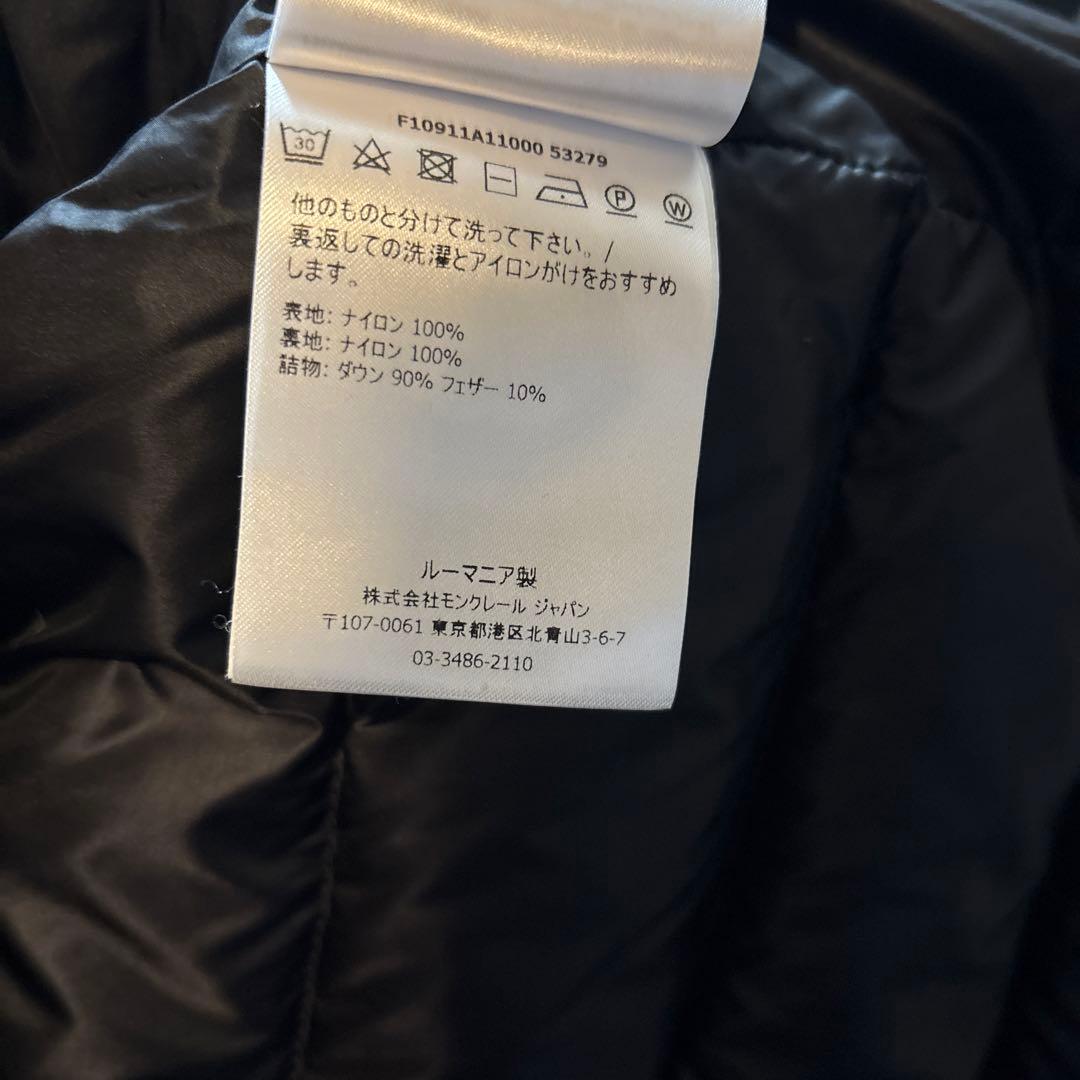 F10911A11000 53279
30
P
W
他のものと分けて洗って下さい。/
裏返しての洗濯とアイロンがけをおすすめ
します。
表地: ナイロン 100%
裏地: ナイロン 100%
詰物: ダウン 90% フェザー 10%
ルーマニア製
株式会社モンクレール ジャパン
〒107-0061 東京都港区北青山3-6-7
03-3486-2110